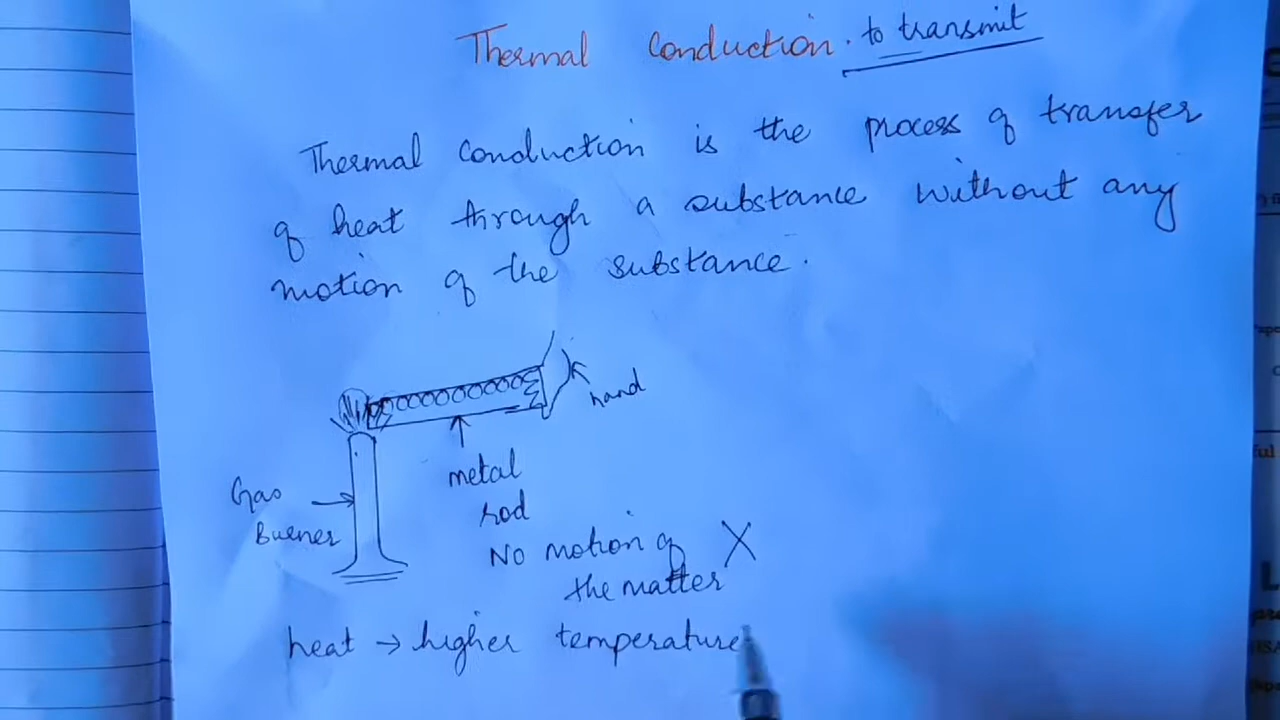 Thermal Conduction. to transmit
Thermal Conduction is the process of transfer
of heat through a substance without any
motion of the substance.
hand
metal
rod
Gas
Burner
No motion of X
the matter
heat → higher temperature